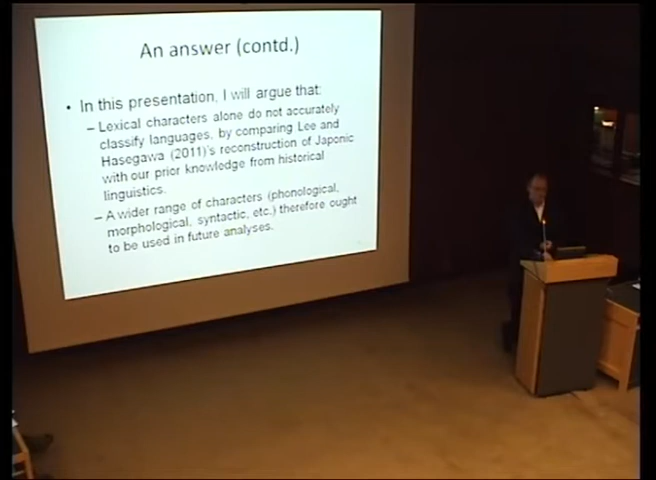 An answer (contd.)
• In this presentation, I will argue that:
– Lexical characters alone do not accurately
classify languages, by comparing Lee and
Hasegawa (2011)'s reconstruction of Japonic
with our prior knowledge from historical
linguistics.
– A wider range of characters (phonological,
morphological, syntactic, etc.) therefore ought
to be used in future analyses.